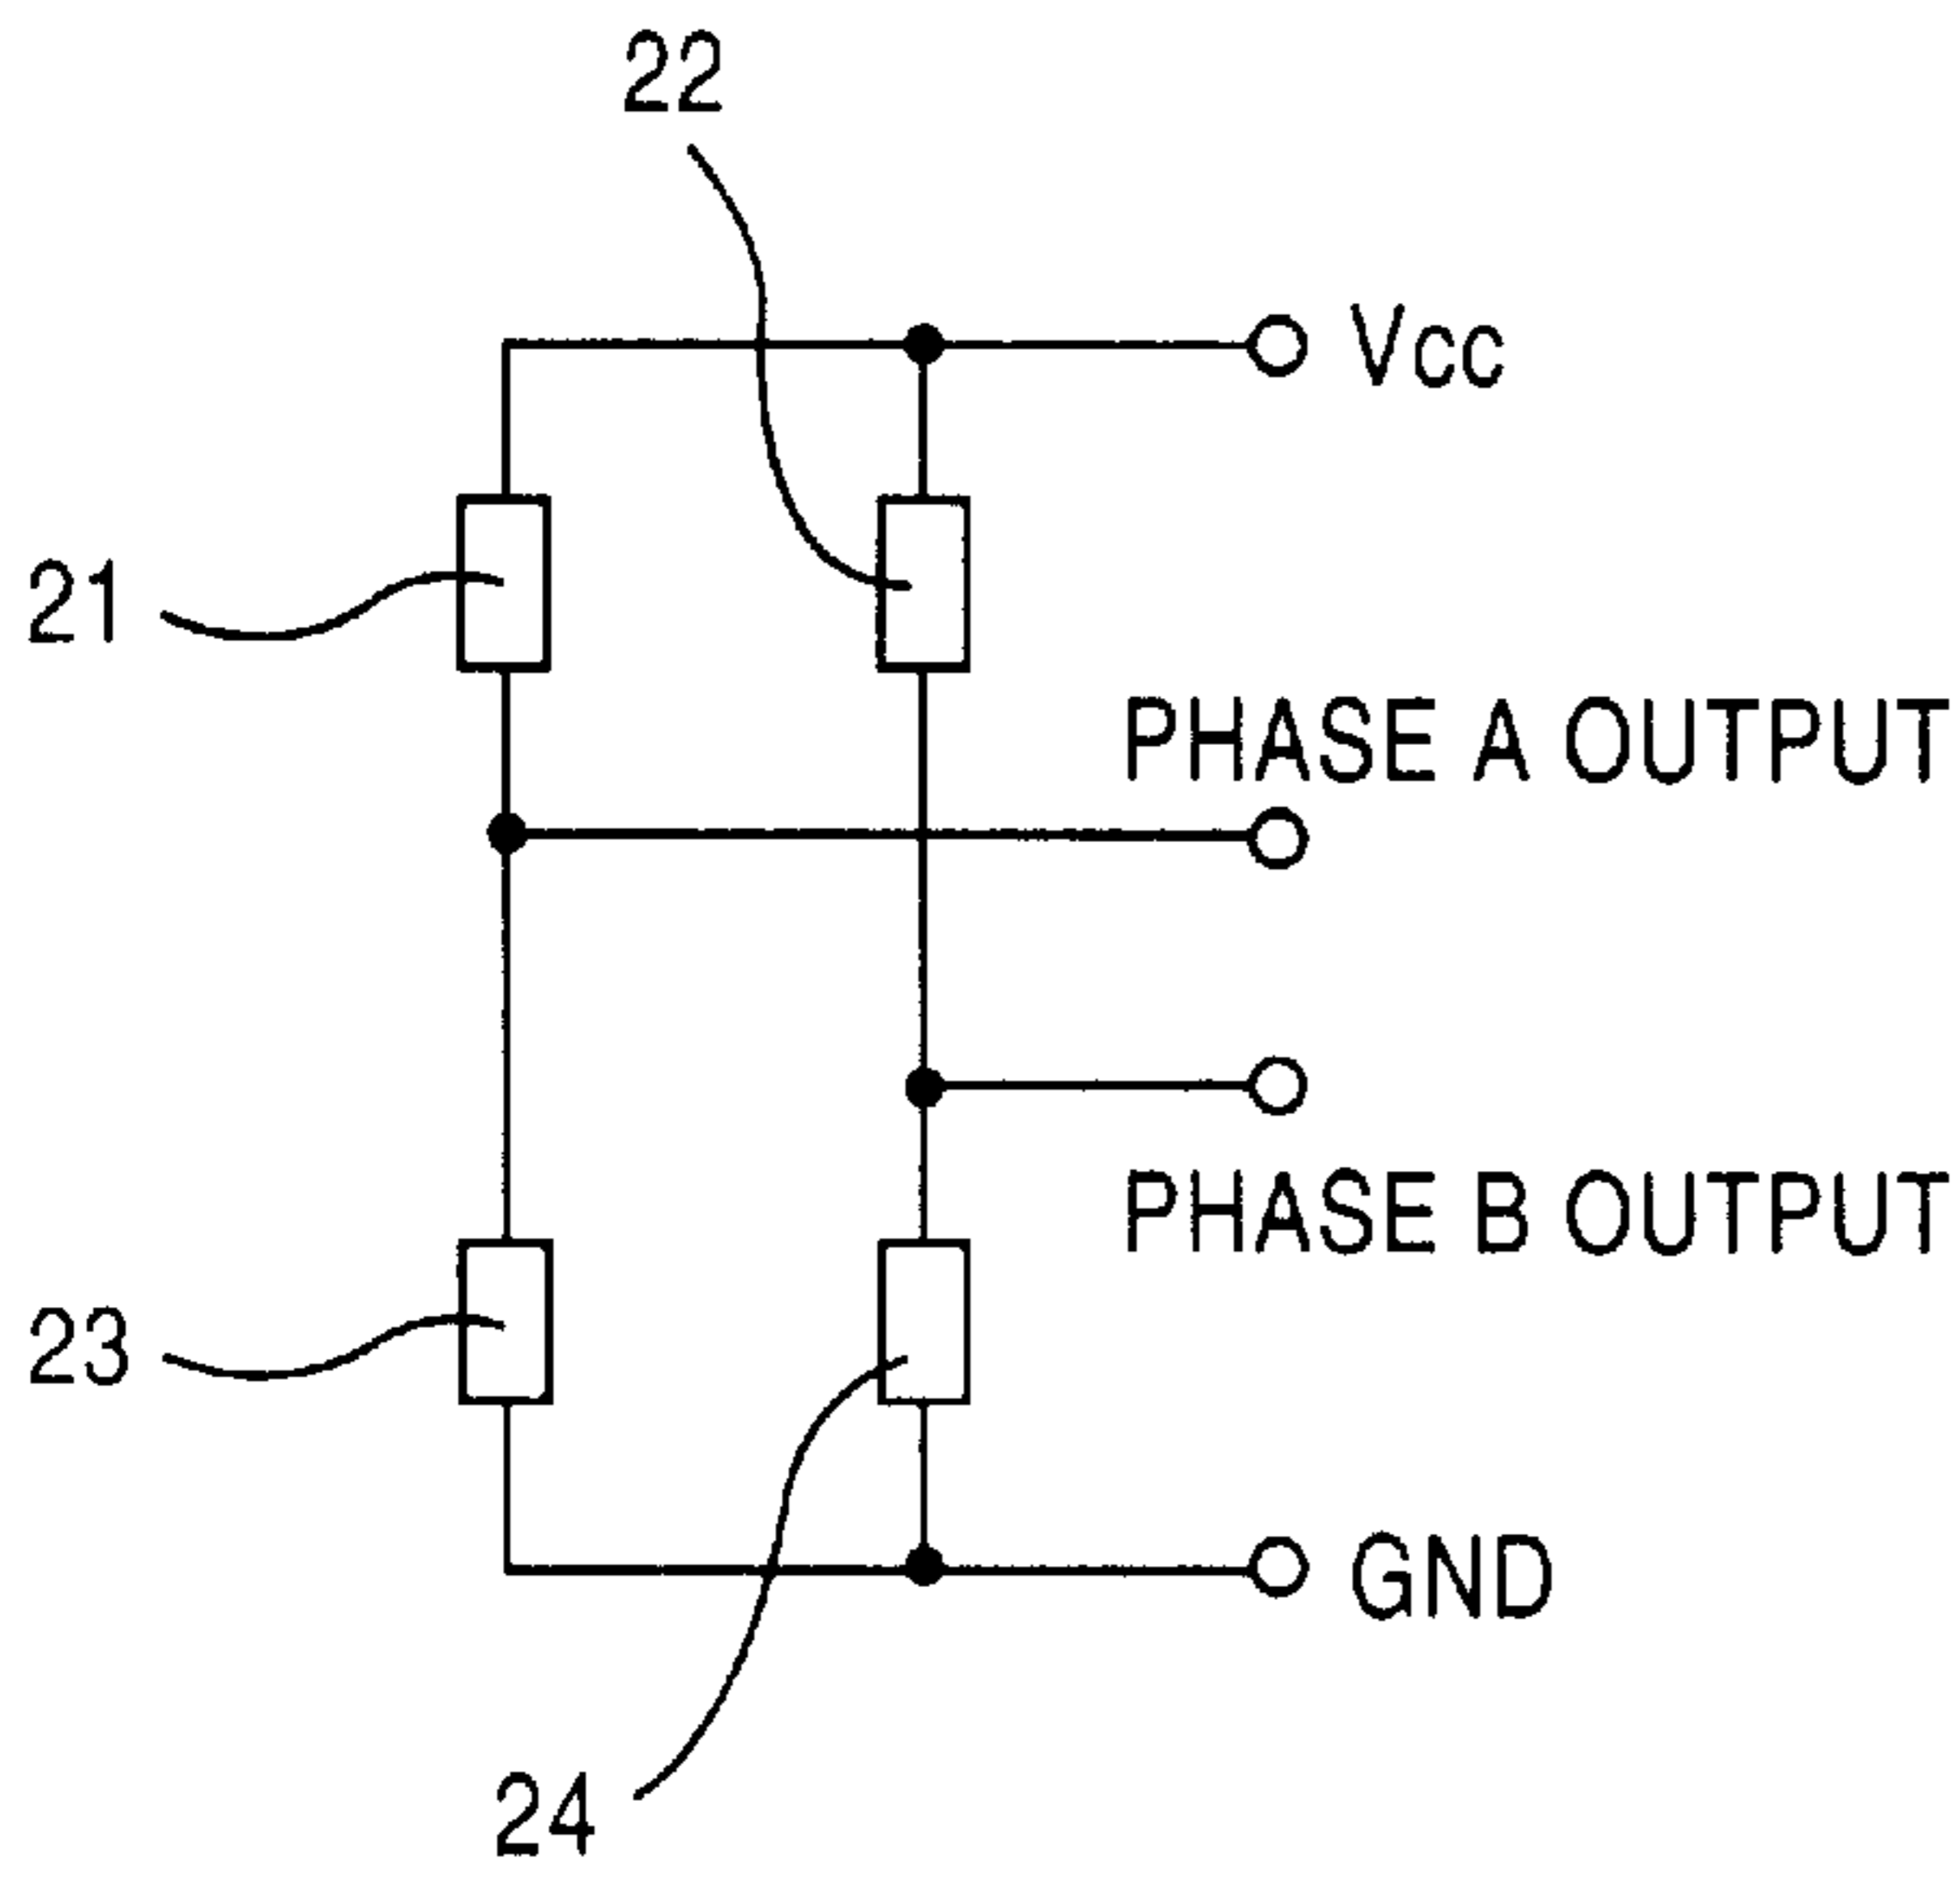 22
Vcc
21
PHASE A OUTPUT
PHASE B OUTPUT
23
GND
24